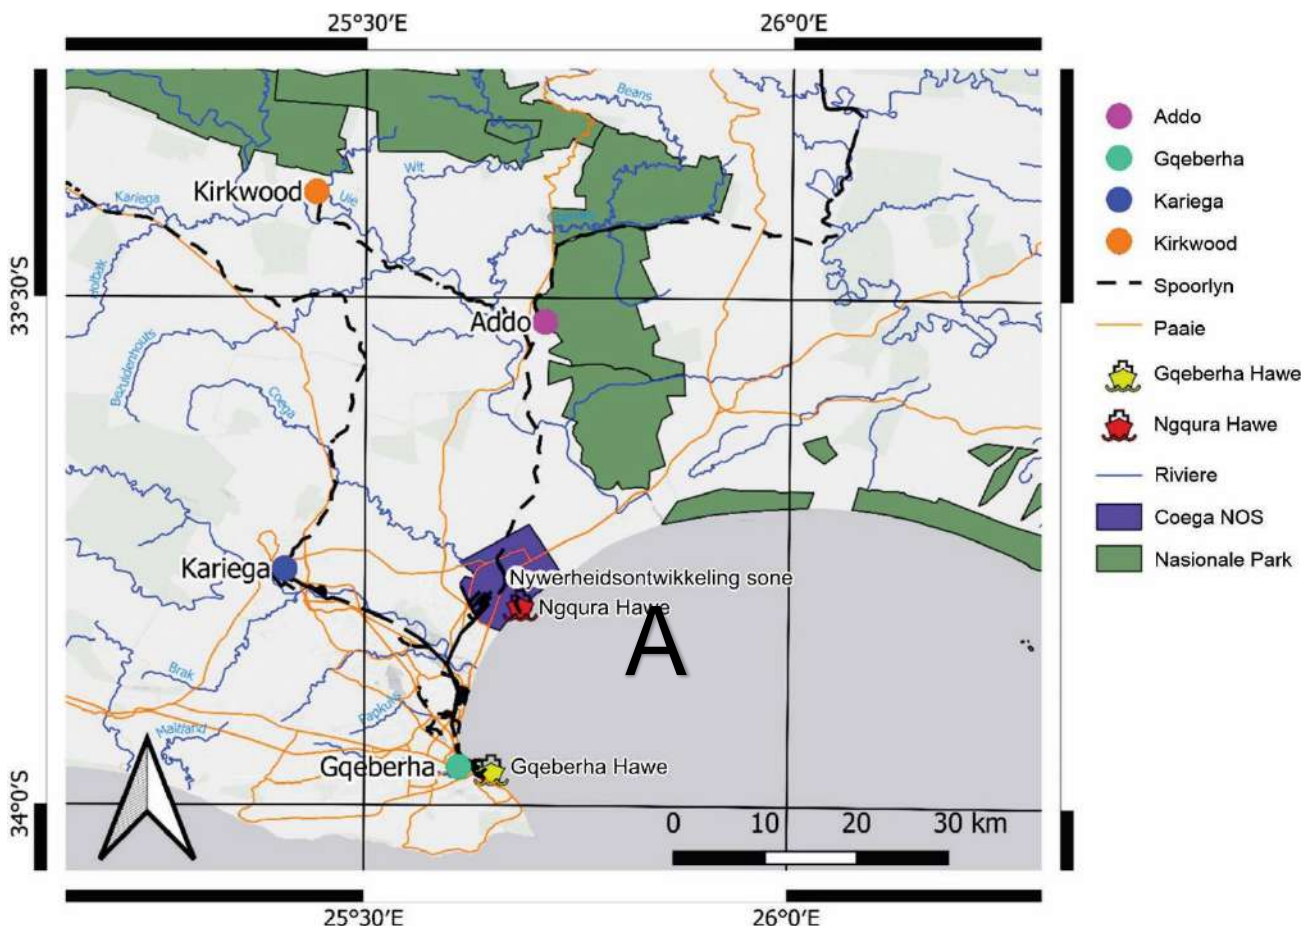 25°30'E
26°0'E
33°30'S
34°0'S
Beans
Wit
Kirkwood
Uie
Kariega
Addo
Bezuidenhouts
Coega
Kariega
Nywerheidsontwikkeling sone
Ngqura Hawe
A
Brak
Papkuils
Maitland
Gqeberha
Gqeberha Hawe
0 10 20 30 km
25°30'E
26°0'E
Addo
Gqeberha
Kariega
Kirkwood
Spoorlyn
Paaie
Gqeberha Hawe
Ngqura Hawe
Riviere
Coega NOS
Nasionale Park